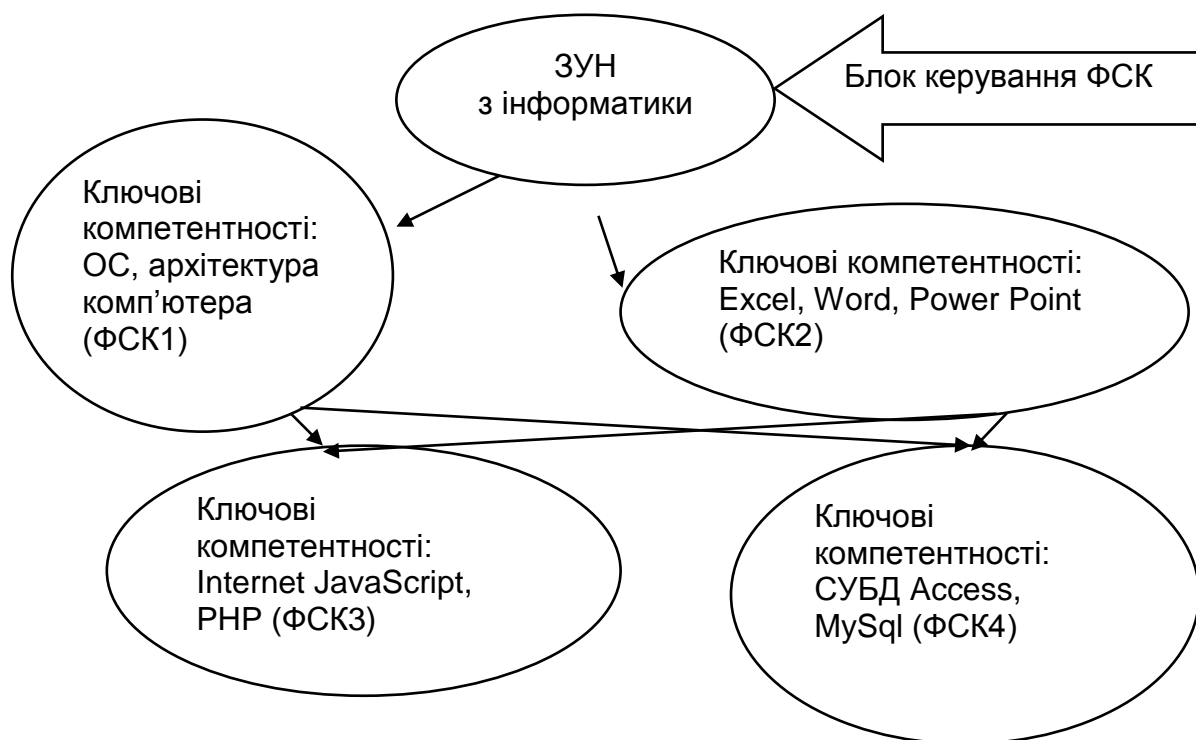 ЗУН
з інформатики
Блок керування ФСК
Ключові
компетентності:
ОС, архітектура
комп’ютера
(ФСК1)
Ключові компетентності:
Excel, Word, Power Point
(ФСК2)
Ключові
компетентності:
Internet JavaScript,
PHP (ФСК3)
Ключові
компетентності:
СУБД Access,
MySql (ФСК4)